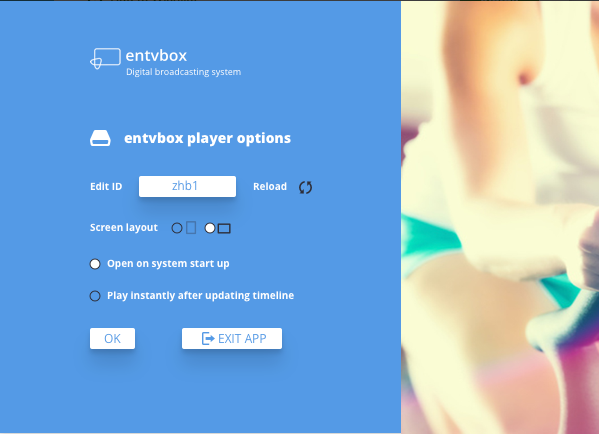 entvbox
Digital broadcasting system
entvbox player options
Edit ID zhb1 Reload
Screen layout
Open on system start up
Play instantly after updating timeline
OK EXIT APP